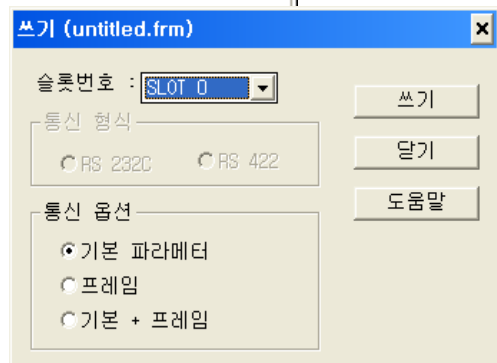 쓰기 (untitled.frm)
슬롯번호 : SLOT 0
쓰기
통신 형식
RS 232C RS 422
닫기
도움말
통신 옵션
기본 파라메터
프레임
기본 + 프레임